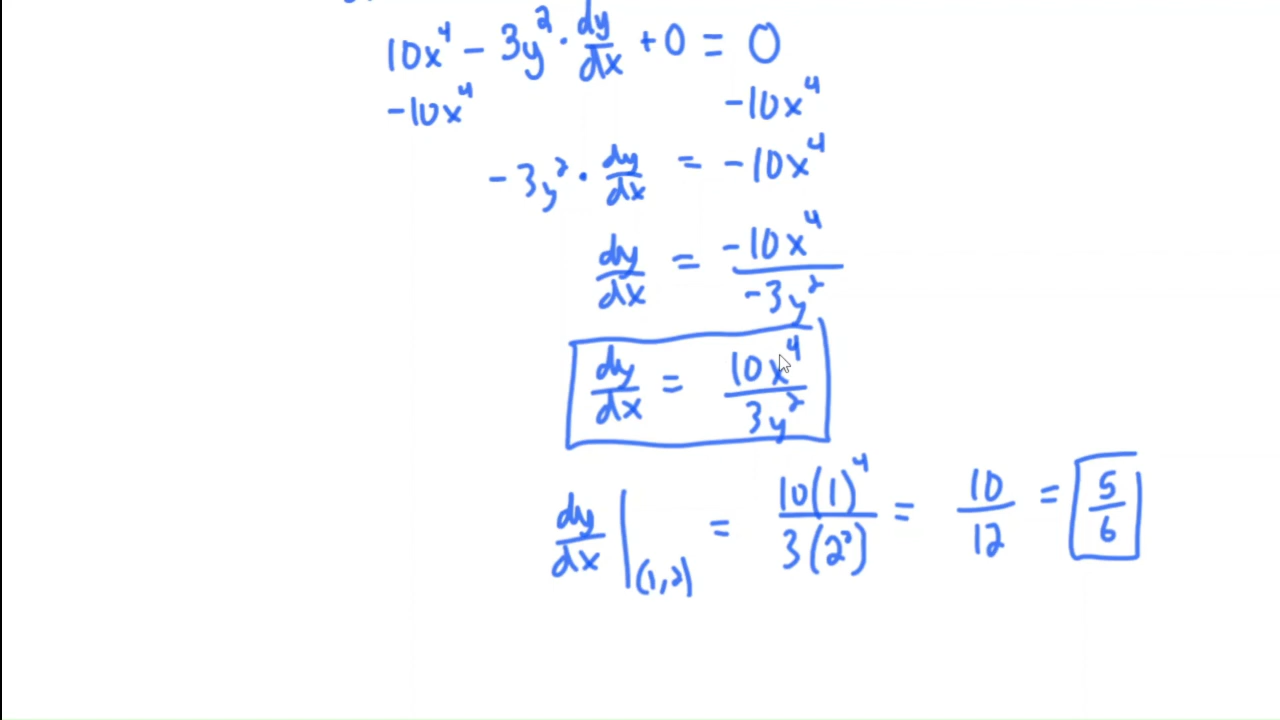 10x⁴ - 3y² · dy/dx + 0 = 0
-10x⁴ -10x⁴
-3y² · dy/dx = -10x⁴
dy/dx = -10x⁴/-3y²
dy/dx = 10x⁴/3y²
dy/dx |(1,2) = 10(1)⁴/3(2²) = 10/12 = 5/6